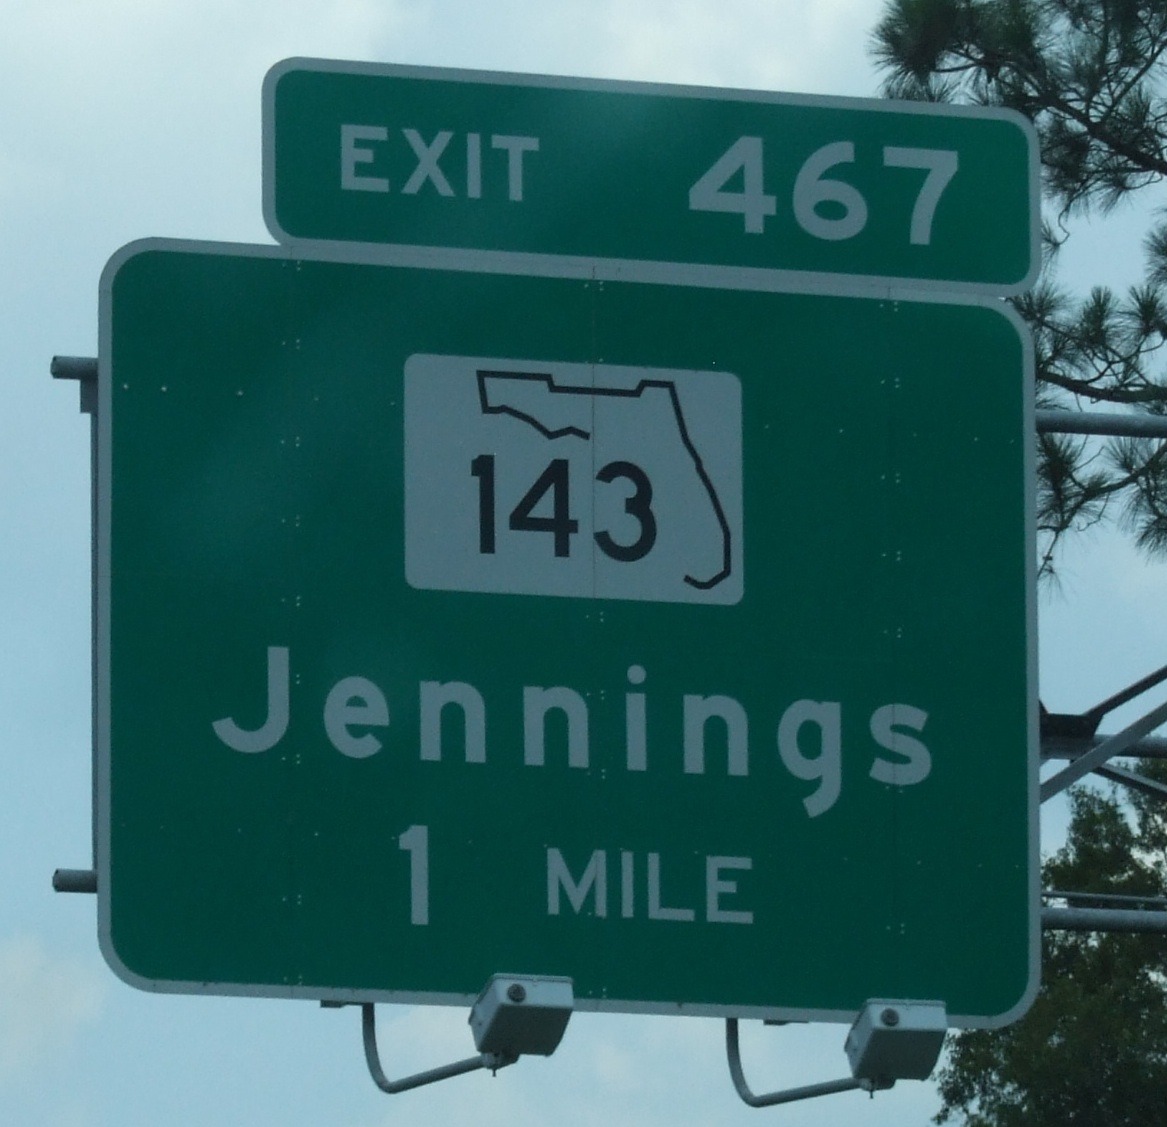 EXIT 467
143
Jennings
1 MILE